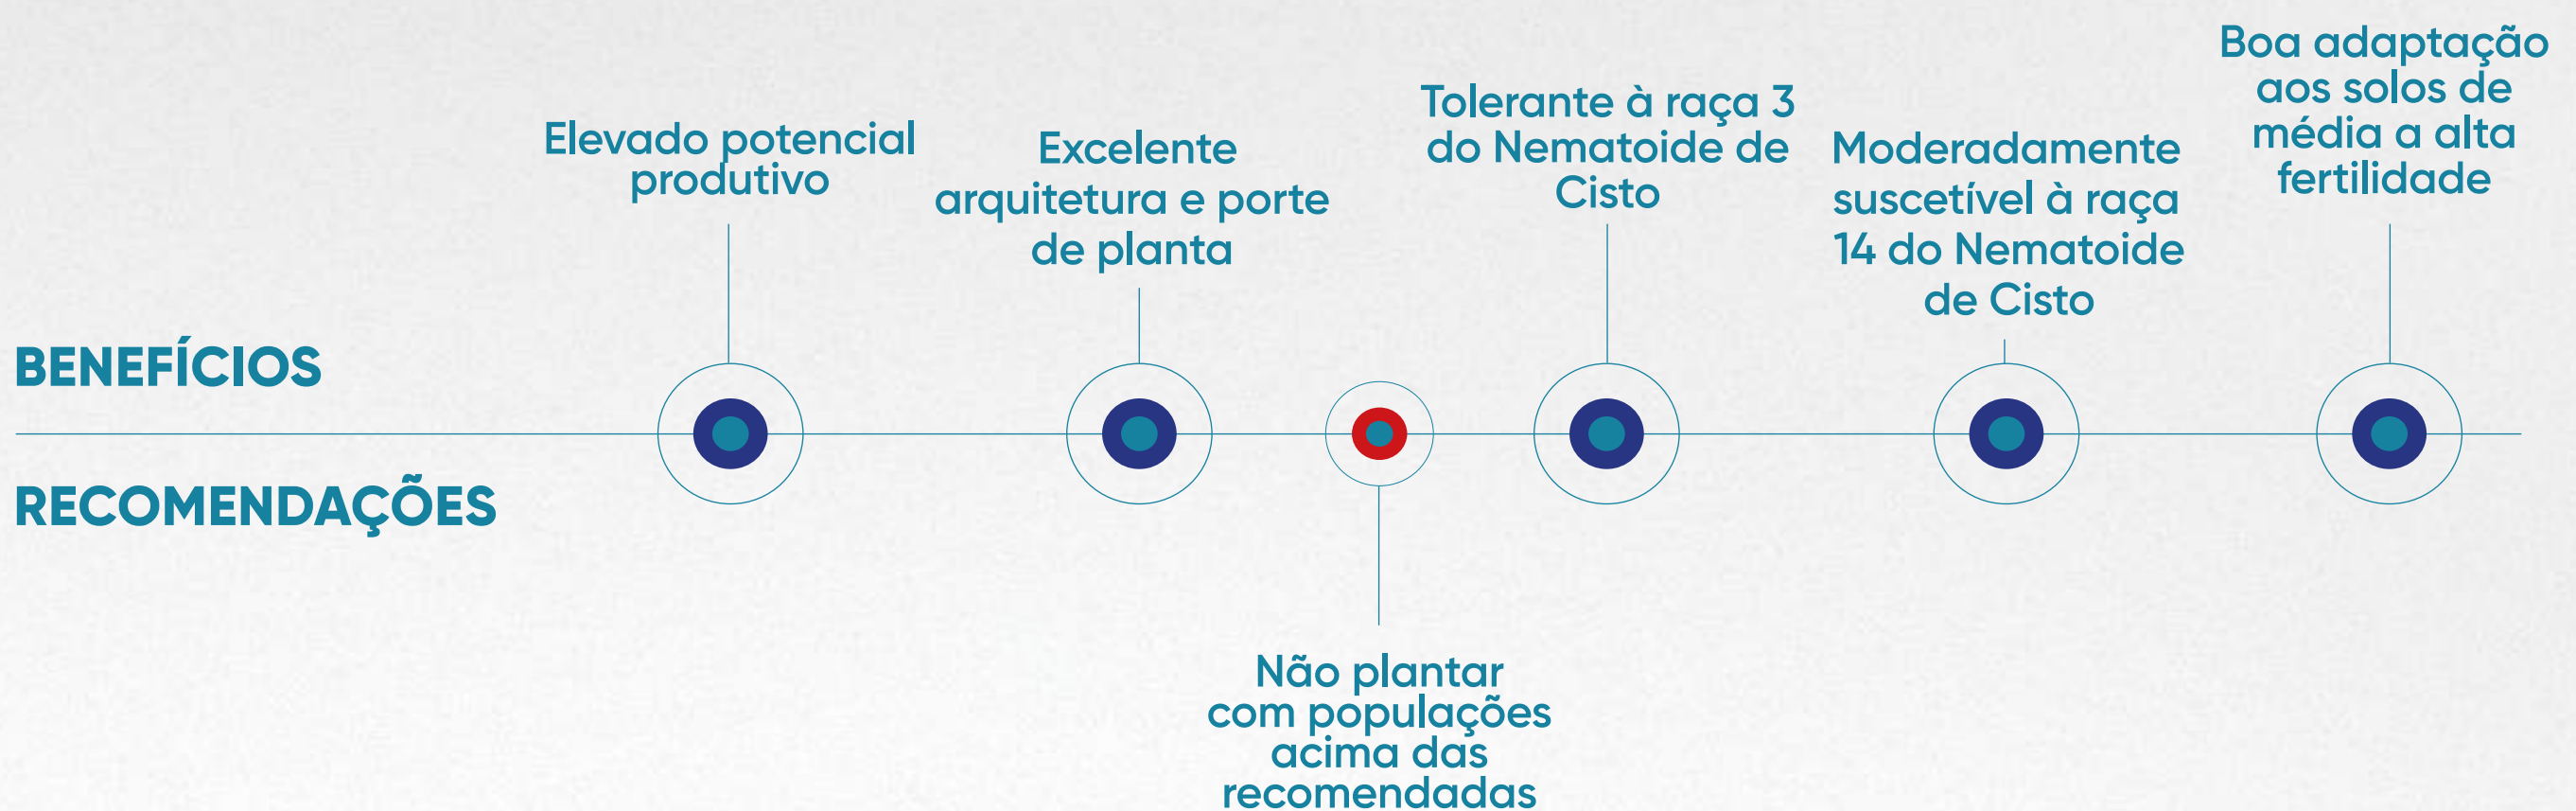 BENEFÍCIOS
Elevado potencial
produtivo
Excelente
arquitetura e porte
de planta
Tolerante à raça 3
do Nematoide de
Cisto
Moderadamente
suscetível à raça
14 do Nematoide
de Cisto
Boa adaptação
aos solos de
média a alta
fertilidade
RECOMENDAÇÕES
Não plantar
com populações
acima das
recomendadas